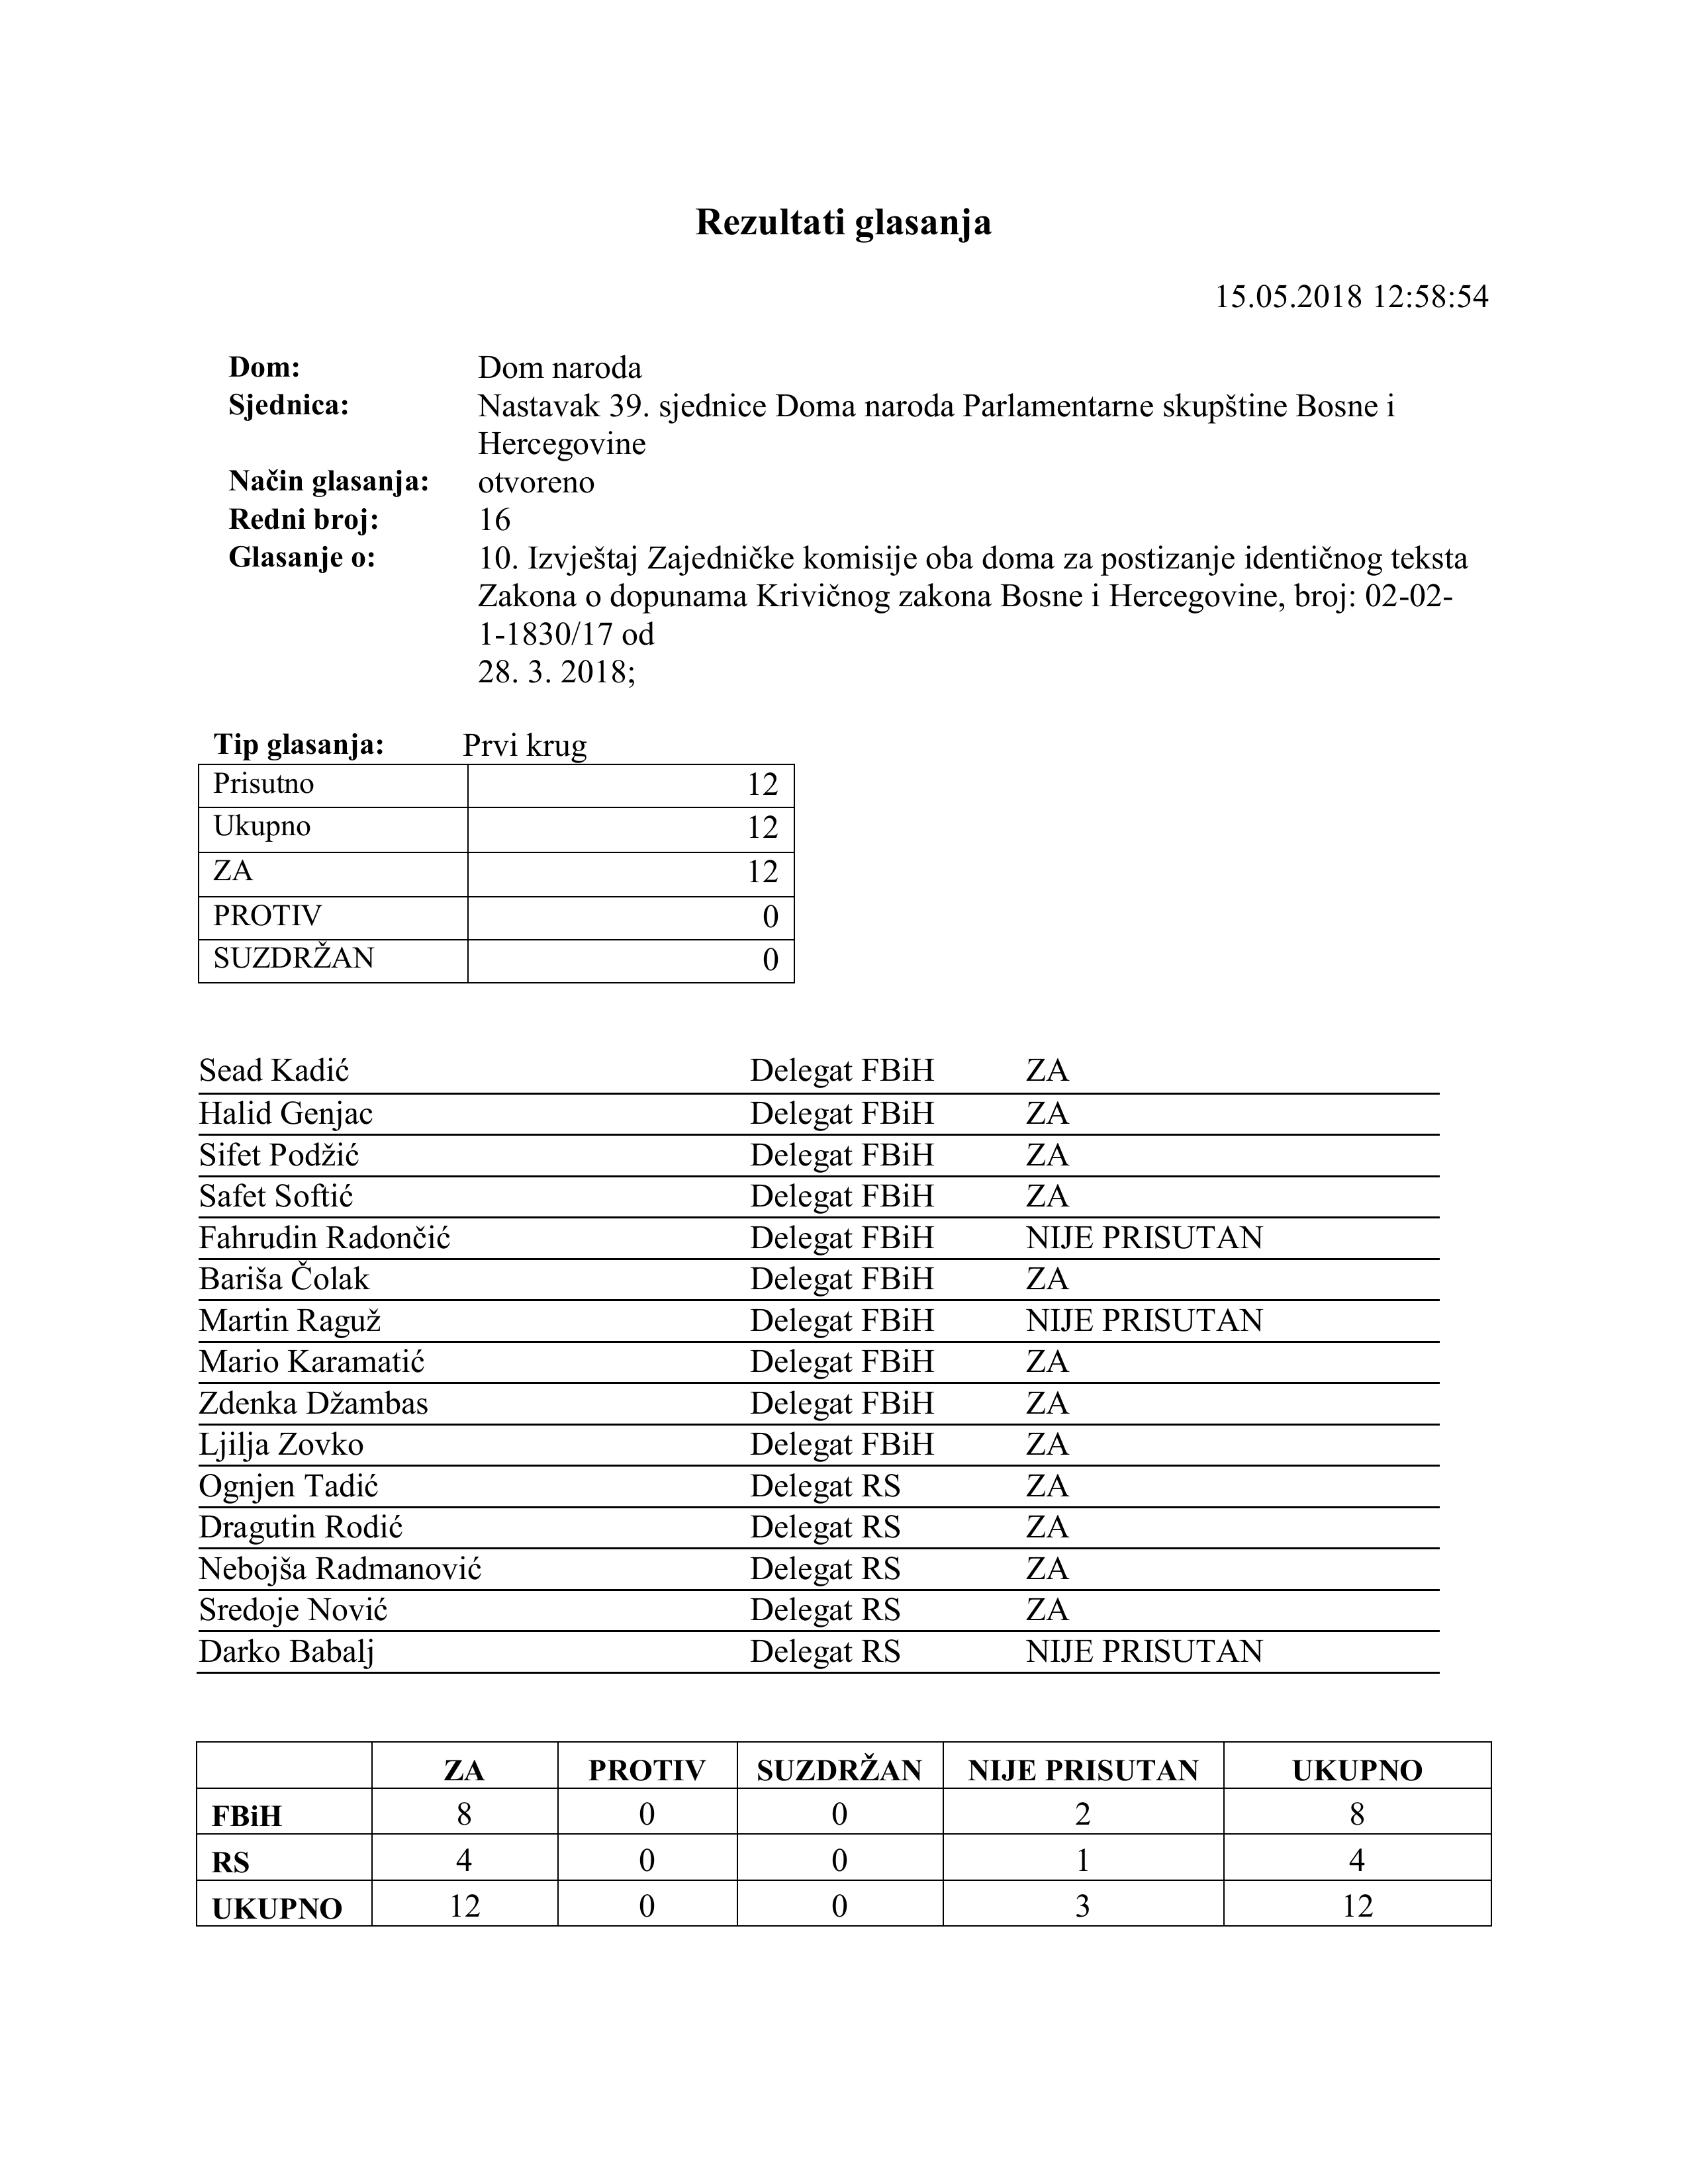 Rezultati glasanja
15.05.2018 12:58:54
Dom: Dom naroda
Sjednica: Nastavak 39. sjednice Doma naroda Parlamentarne skupštine Bosne i
Hercegovine
Način glasanja: otvoreno
Redni broj: 16
Glasanje o: 10. Izvještaj Zajedničke komisije oba doma za postizanje identičnog teksta
Zakona o dopunama Krivičnog zakona Bosne i Hercegovine, broj: 02-02-
1-1830/17 od
28. 3. 2018;
Tip glasanja: Prvi krug
Prisutno 12
Ukupno 12
ZA 12
PROTIV 0
SUZDRŽAN 0
Sead Kadić Delegat FBiH ZA
Halid Genjac Delegat FBiH ZA
Sifet Podžić Delegat FBiH ZA
Safet Softić Delegat FBiH ZA
Fahrudin Radončić Delegat FBiH NIJE PRISUTAN
Bariša Čolak Delegat FBiH ZA
Martin Raguž Delegat FBiH NIJE PRISUTAN
Mario Karamatić Delegat FBiH ZA
Zdenka Džambas Delegat FBiH ZA
Ljilja Zovko Delegat FBiH ZA
Ognjen Tadić Delegat RS ZA
Dragutin Rodić Delegat RS ZA
Nebojša Radmanović Delegat RS ZA
Sredoje Nović Delegat RS ZA
Darko Babalj Delegat RS NIJE PRISUTAN
ZA PROTIV SUZDRŽAN NIJE PRISUTAN UKUPNO
FBiH 8 0 0 2 8
RS 4 0 0 1 4
UKUPNO 12 0 0 3 12